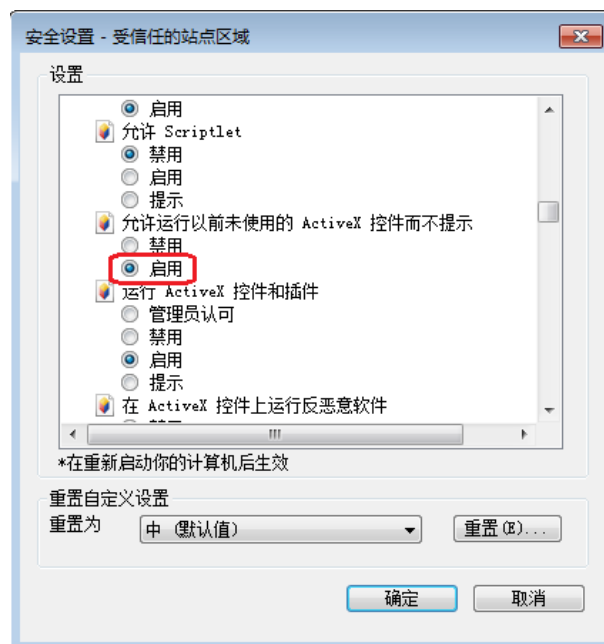 安全设置 - 受信任的站点区域
设置
启用
允许 Scriptlet
禁用
启用
提示
允许运行以前未使用的 ActiveX 控件而不提示
禁用
启用
运行 ActiveX 控件和插件
管理员认可
禁用
启用
提示
在 ActiveX 控件上运行反恶意软件
*在重新启动你的计算机后生效
重置自定义设置
重置为
中 (默认值)
重置(E)...
确定
取消